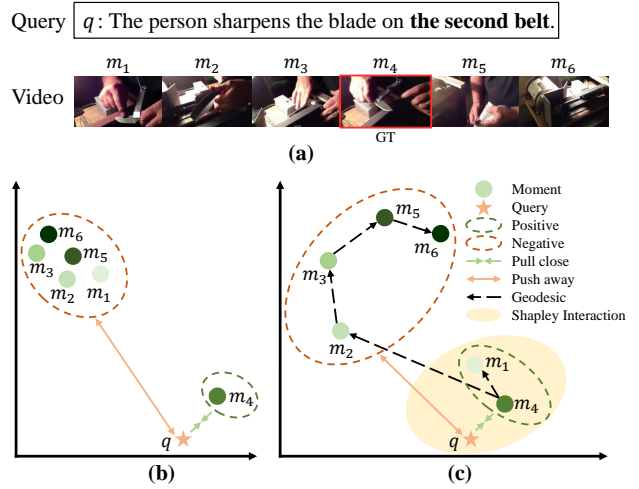 Query q: The person sharpens the blade on the second belt.
m₁ m₂ m₃ m₄ m₅ m₆
Video
GT
(a)
m₆
m₅
m₃
m₂ m₁
m₄
q
(b)
m₅
m₆
m₃
m₂
m₁
m₄
q
(c)
Moment
Query
Positive
Negative
Pull close
Push away
Geodesic
Shapley Interaction